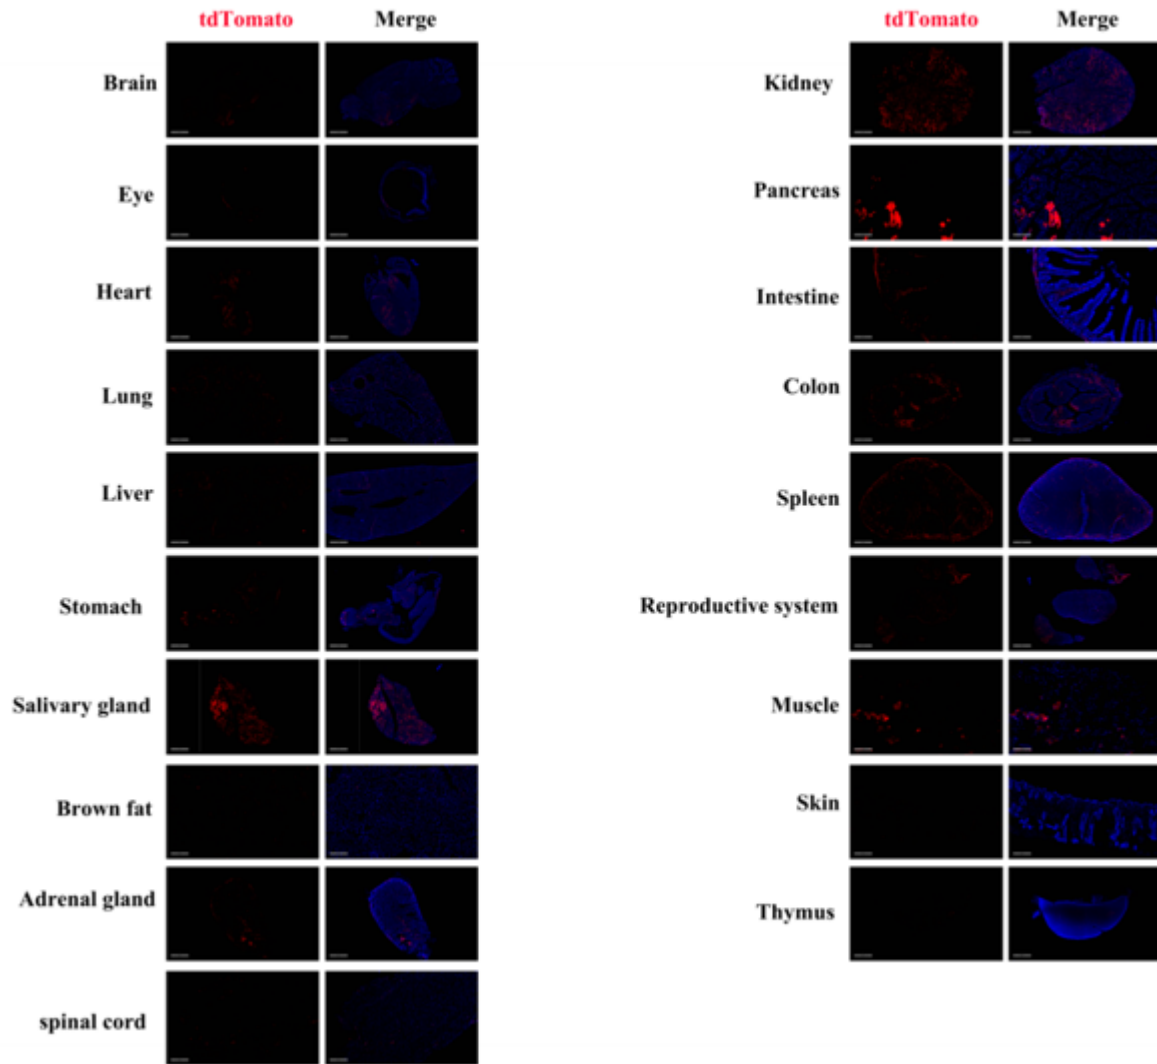 tdTomato Merge
Brain
Eye
Heart
Lung
Liver
Stomach
Salivary gland
Brown fat
Adrenal gland
spinal cord
tdTomato Merge
Kidney
Pancreas
Intestine
Colon
Spleen
Reproductive system
Muscle
Skin
Thymus